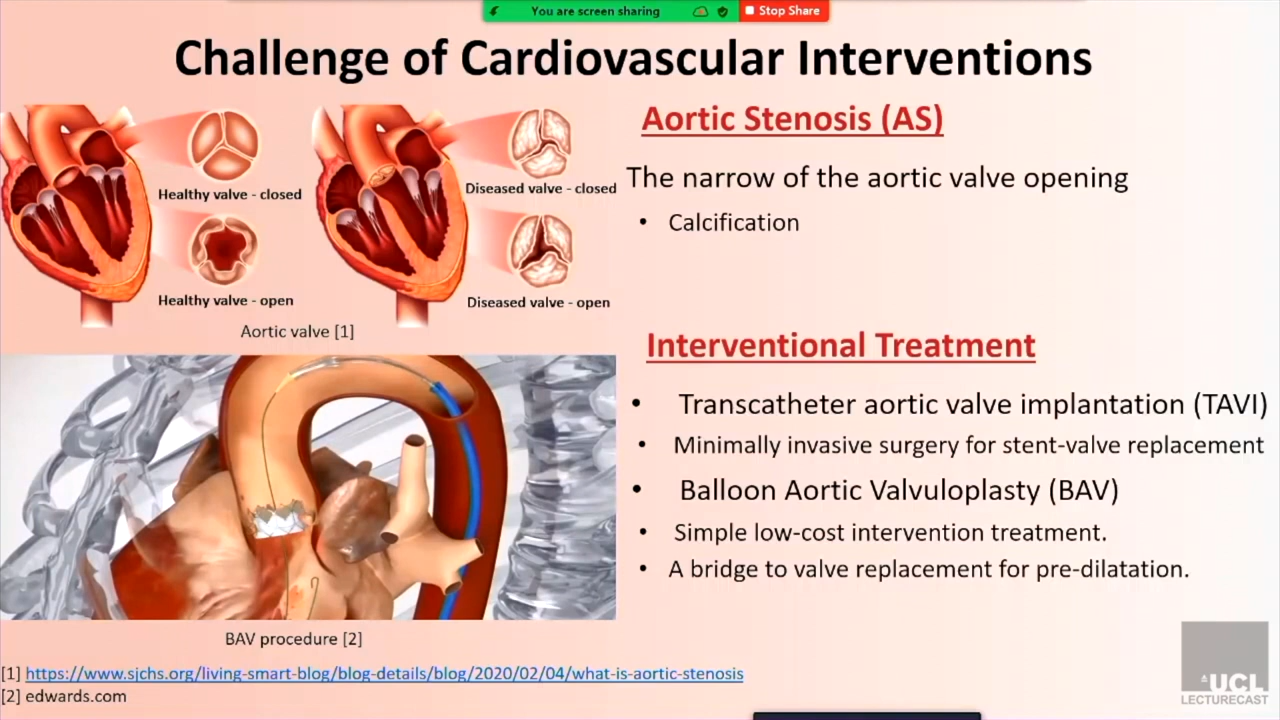 You are screen sharing
Stop Share
Challenge of Cardiovascular Interventions
Healthy valve - closed
Healthy valve - open
Diseased valve - closed
Diseased valve - open
Aortic valve [1]
BAV procedure [2]
Aortic Stenosis (AS)
The narrow of the aortic valve opening
• Calcification
Interventional Treatment
• Transcatheter aortic valve implantation (TAVI)
• Minimally invasive surgery for stent-valve replacement
• Balloon Aortic Valvuloplasty (BAV)
• Simple low-cost intervention treatment.
• A bridge to valve replacement for pre-dilatation.
[1] https://www.sjchs.org/living-smart-blog/blog-details/blog/2020/02/04/what-is-aortic-stenosis
[2] edwards.com
UCL
LECTURECAST